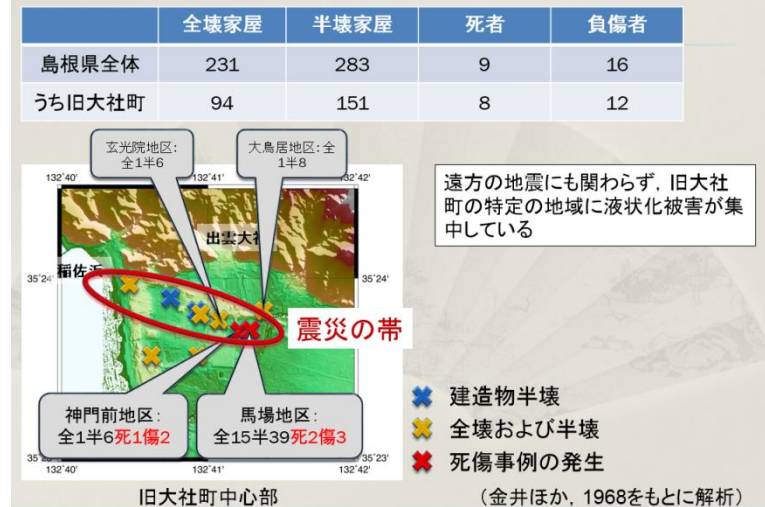 全壊家屋 半壊家屋 死者 負傷者
島根県全体 231 283 9 16
うち旧大社町 94 151 8 12
玄光院地区:
全1半6
大鳥居地区:全
1半8
132°40' 132°41' 132°42'
出雲大社
稲佐浜
35°24' 35°24'
震災の帯
神門前地区:
全1半6死1傷2
馬場地区:
全15半39死2傷3
35°23' 35°23'
132°40' 132°41' 132°42'
旧大社町中心部
遠方の地震にも関わらず,旧大社
町の特定の地域に液状化被害が集
中している
建造物半壊
全壊および半壊
死傷事例の発生
(金井ほか,1968をもとに解析)